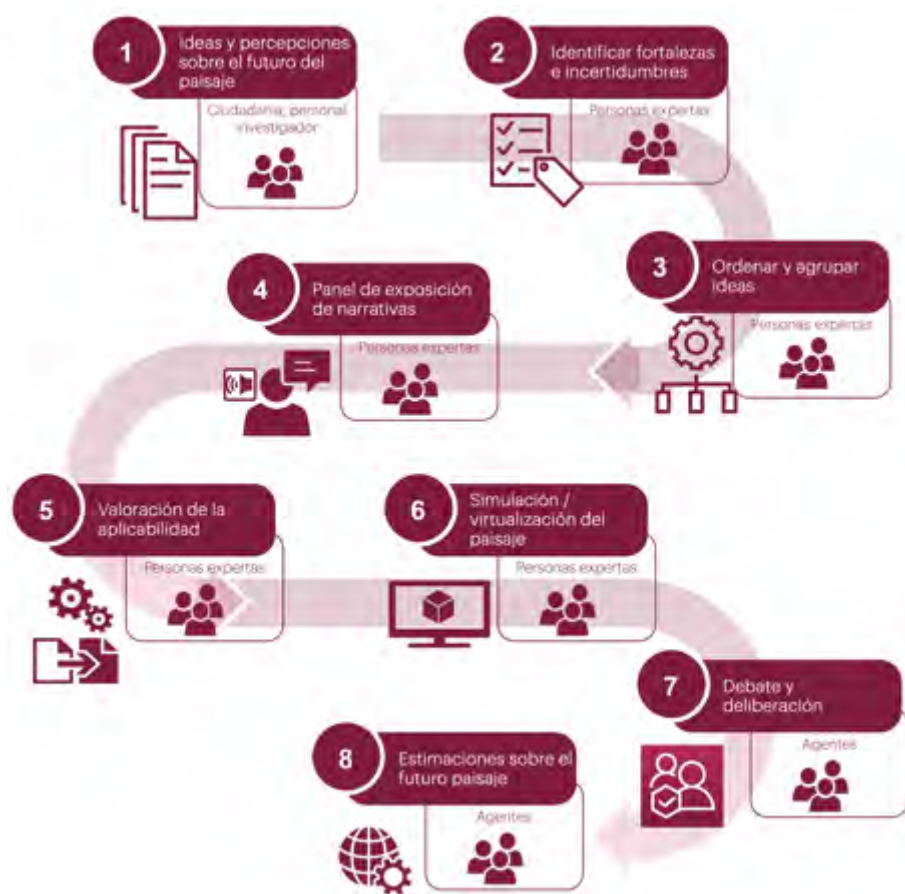 1
Ideas y percepciones
sobre el futuro del
paisaje
Ciudadanía, personal
investigador
2
Identificar fortalezas
e incertidumbres
Personas expertas
3
Ordenar y agrupar
ideas
Personas expertas
4
Panel de exposición
de narrativas
Personas expertas
5
Valoración de la
aplicabilidad
Personas expertas
6
Simulación /
virtualización del
paisaje
Personas expertas
7
Debate y
deliberación
Agentes
8
Estimaciones sobre el
futuro paisaje
Agentes